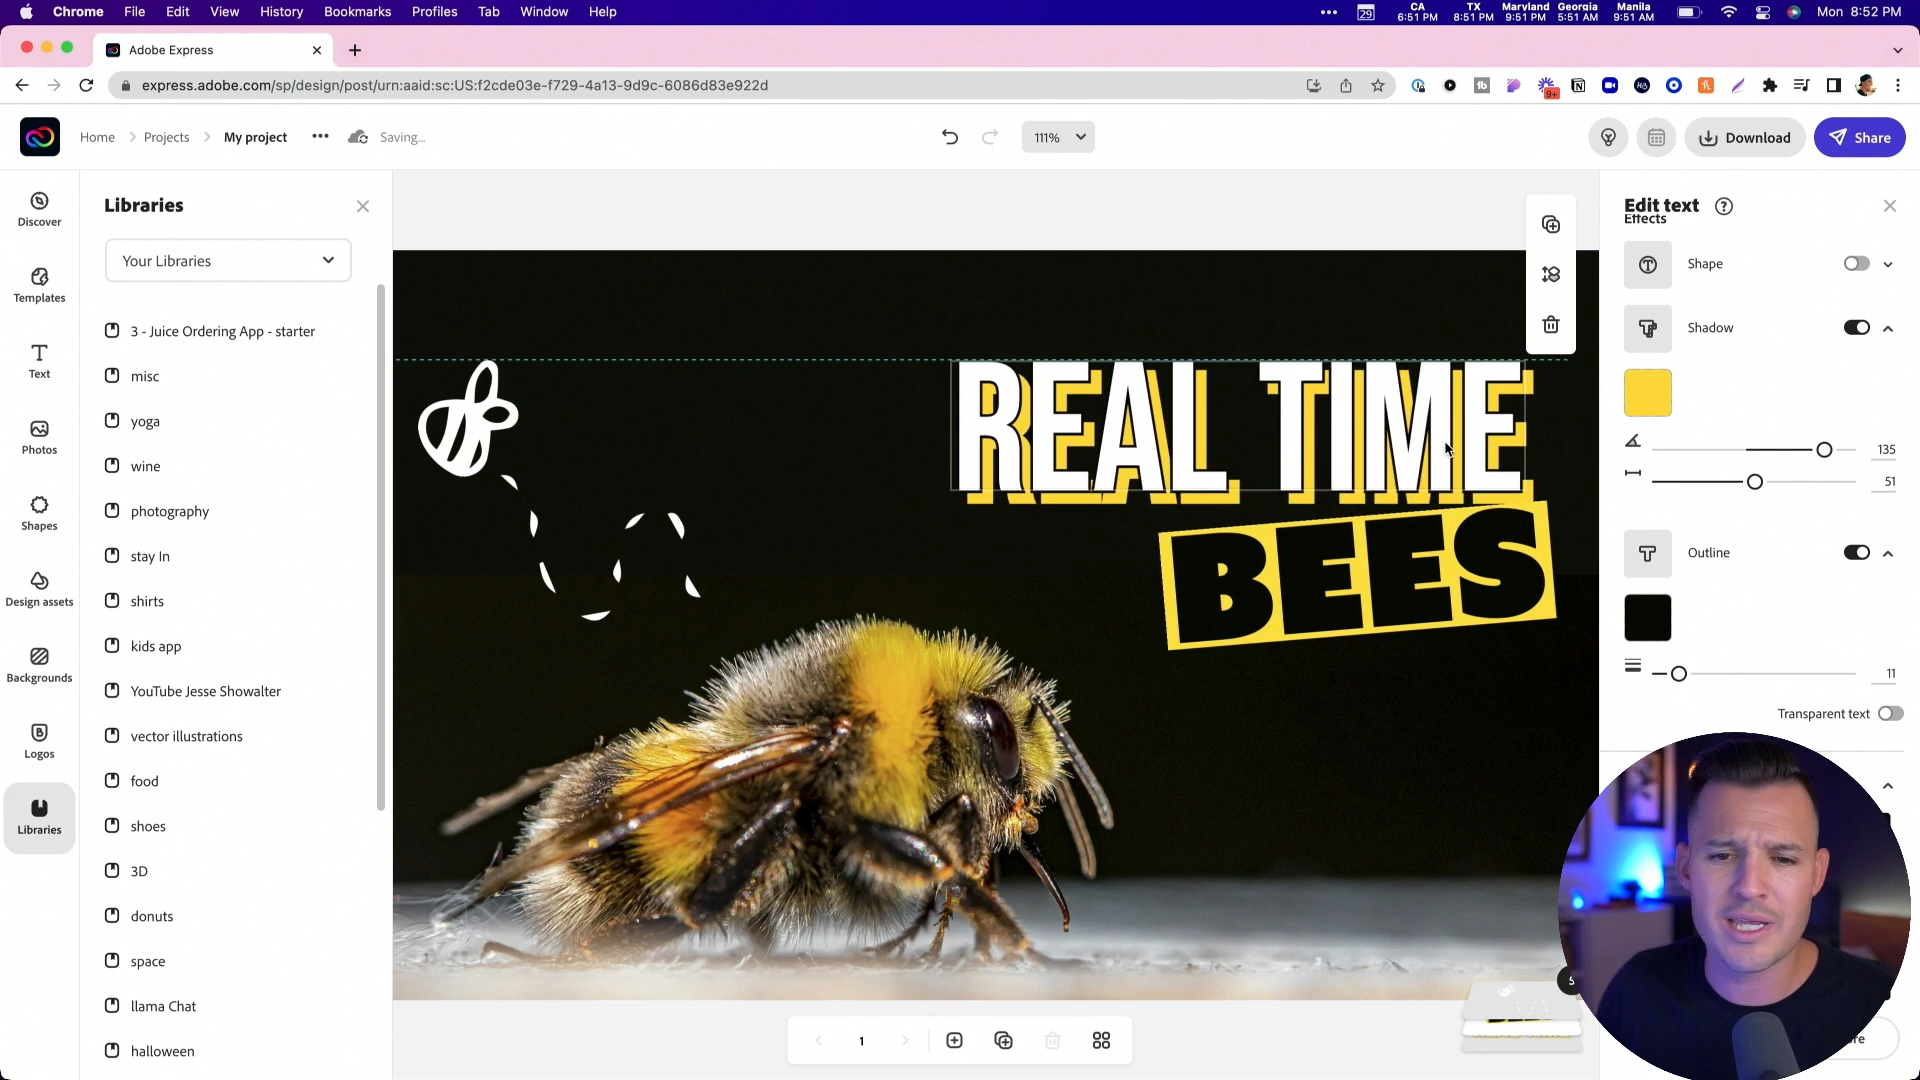 Chrome File Edit View History Bookmarks Profiles Tab Window Help
29
CA 6:51 PM
TX 8:51 PM
Maryland 9:51 PM
Georgia 5:51 AM
Manila 9:51 AM
Mon 8:52 PM
Adobe Express
express.adobe.com/sp/design/post/urn:aaid:sc:US:f2cde03e-f729-4a13-9d9c-6086d83e922d
9+
Home Projects My project Saving...
111%
Download
Share
Discover
Templates
Text
Photos
Shapes
Design assets
Backgrounds
Logos
Libraries
Libraries
Your Libraries
3 - Juice Ordering App - starter
misc
yoga
wine
photography
stay In
shirts
kids app
YouTube Jesse Showalter
vector illustrations
food
shoes
3D
donuts
space
llama Chat
halloween
REAL TIME
BEES
1
Edit text
Effects
Shape
Shadow
135
51
Outline
11
Transparent text